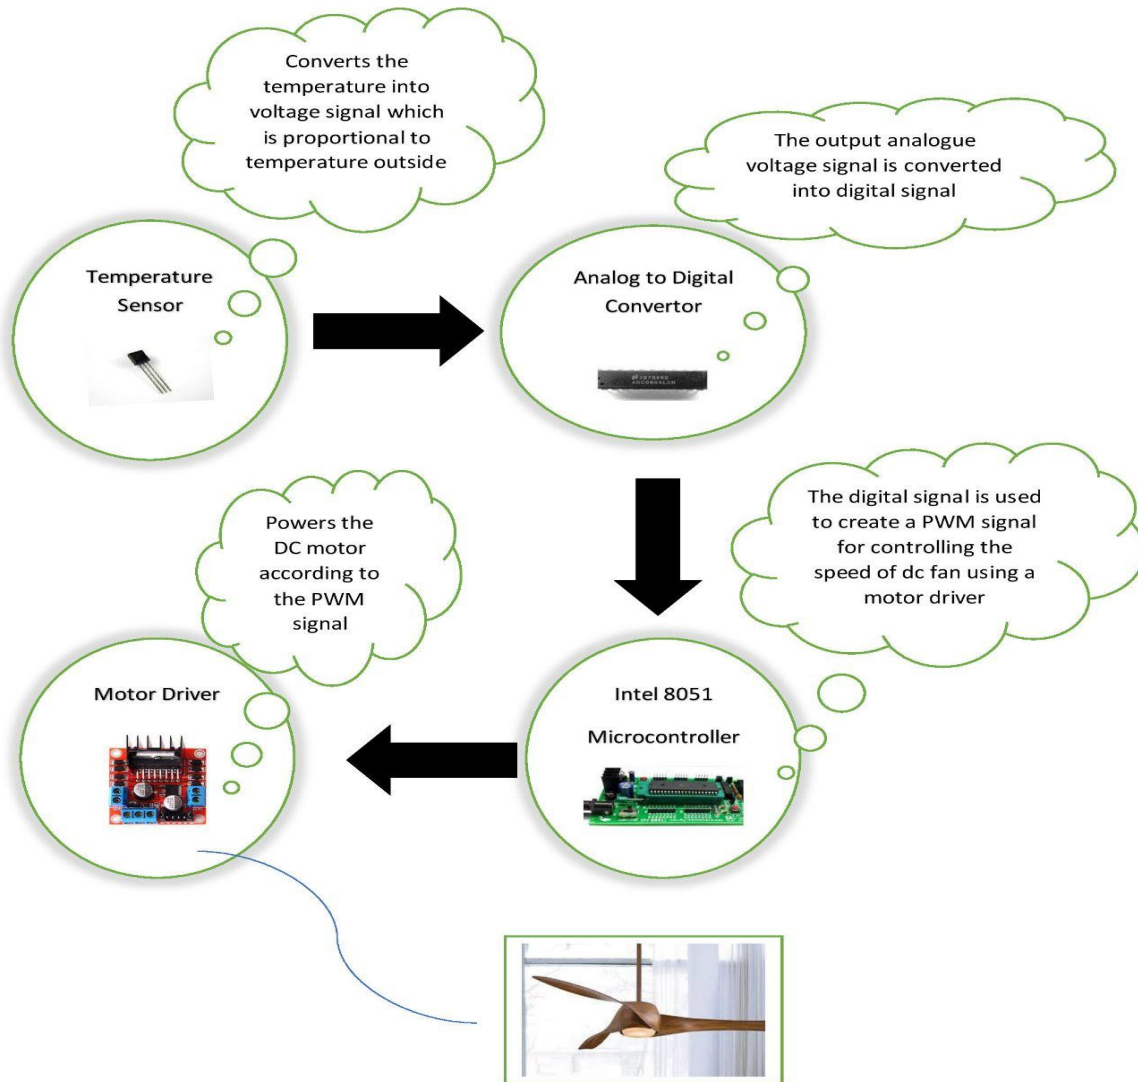 Converts the
temperature into
voltage signal which
is proportional to
temperature outside
The output analogue
voltage signal is converted
into digital signal
Temperature
Sensor
Analog to Digital
Convertor
ADC0804LCN
Powers the
DC motor
according to
the PWM
signal
The digital signal is used
to create a PWM signal
for controlling the
speed of dc fan using a
motor driver
Motor Driver
Intel 8051
Microcontroller